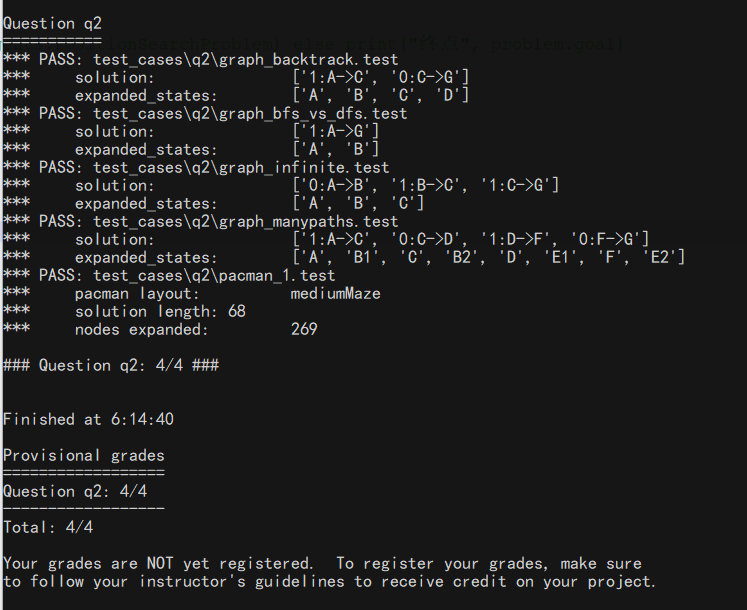 Question q2
===========
*** PASS: test_cases\q2\graph_backtrack.test
***     solution:               ['1:A->C', '0:C->G']
***     expanded_states:        ['A', 'B', 'C', 'D']
*** PASS: test_cases\q2\graph_bfs_vs_dfs.test
***     solution:               ['1:A->G']
***     expanded_states:        ['A', 'B']
*** PASS: test_cases\q2\graph_infinite.test
***     solution:               ['0:A->B', '1:B->C', '1:C->G']
***     expanded_states:        ['A', 'B', 'C']
*** PASS: test_cases\q2\graph_manypaths.test
***     solution:               ['1:A->C', '0:C->D', '1:D->F', '0:F->G']
***     expanded_states:        ['A', 'B1', 'C', 'B2', 'D', 'E1', 'F', 'E2']
*** PASS: test_cases\q2\pacman_1.test
***     pacman layout:          mediumMaze
***     solution length: 68
***     nodes expanded:         269
### Question q2: 4/4 ###
Finished at 6:14:40
Provisional grades
==================
Question q2: 4/4
------------------
Total: 4/4
Your grades are NOT yet registered.  To register your grades, make sure
to follow your instructor's guidelines to receive credit on your project.